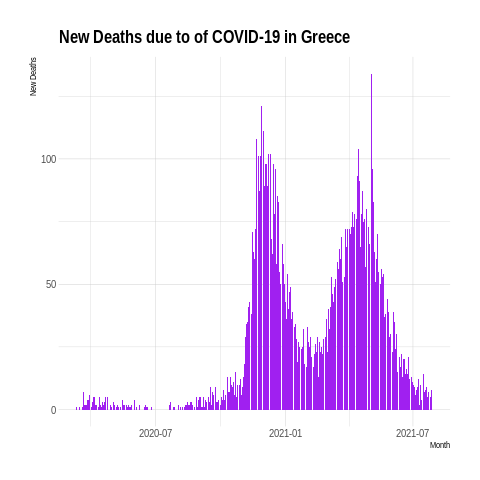 New Deaths due to of COVID-19 in Greece
New Deaths
100
50
0
2020-07
2021-01
2021-07
Month